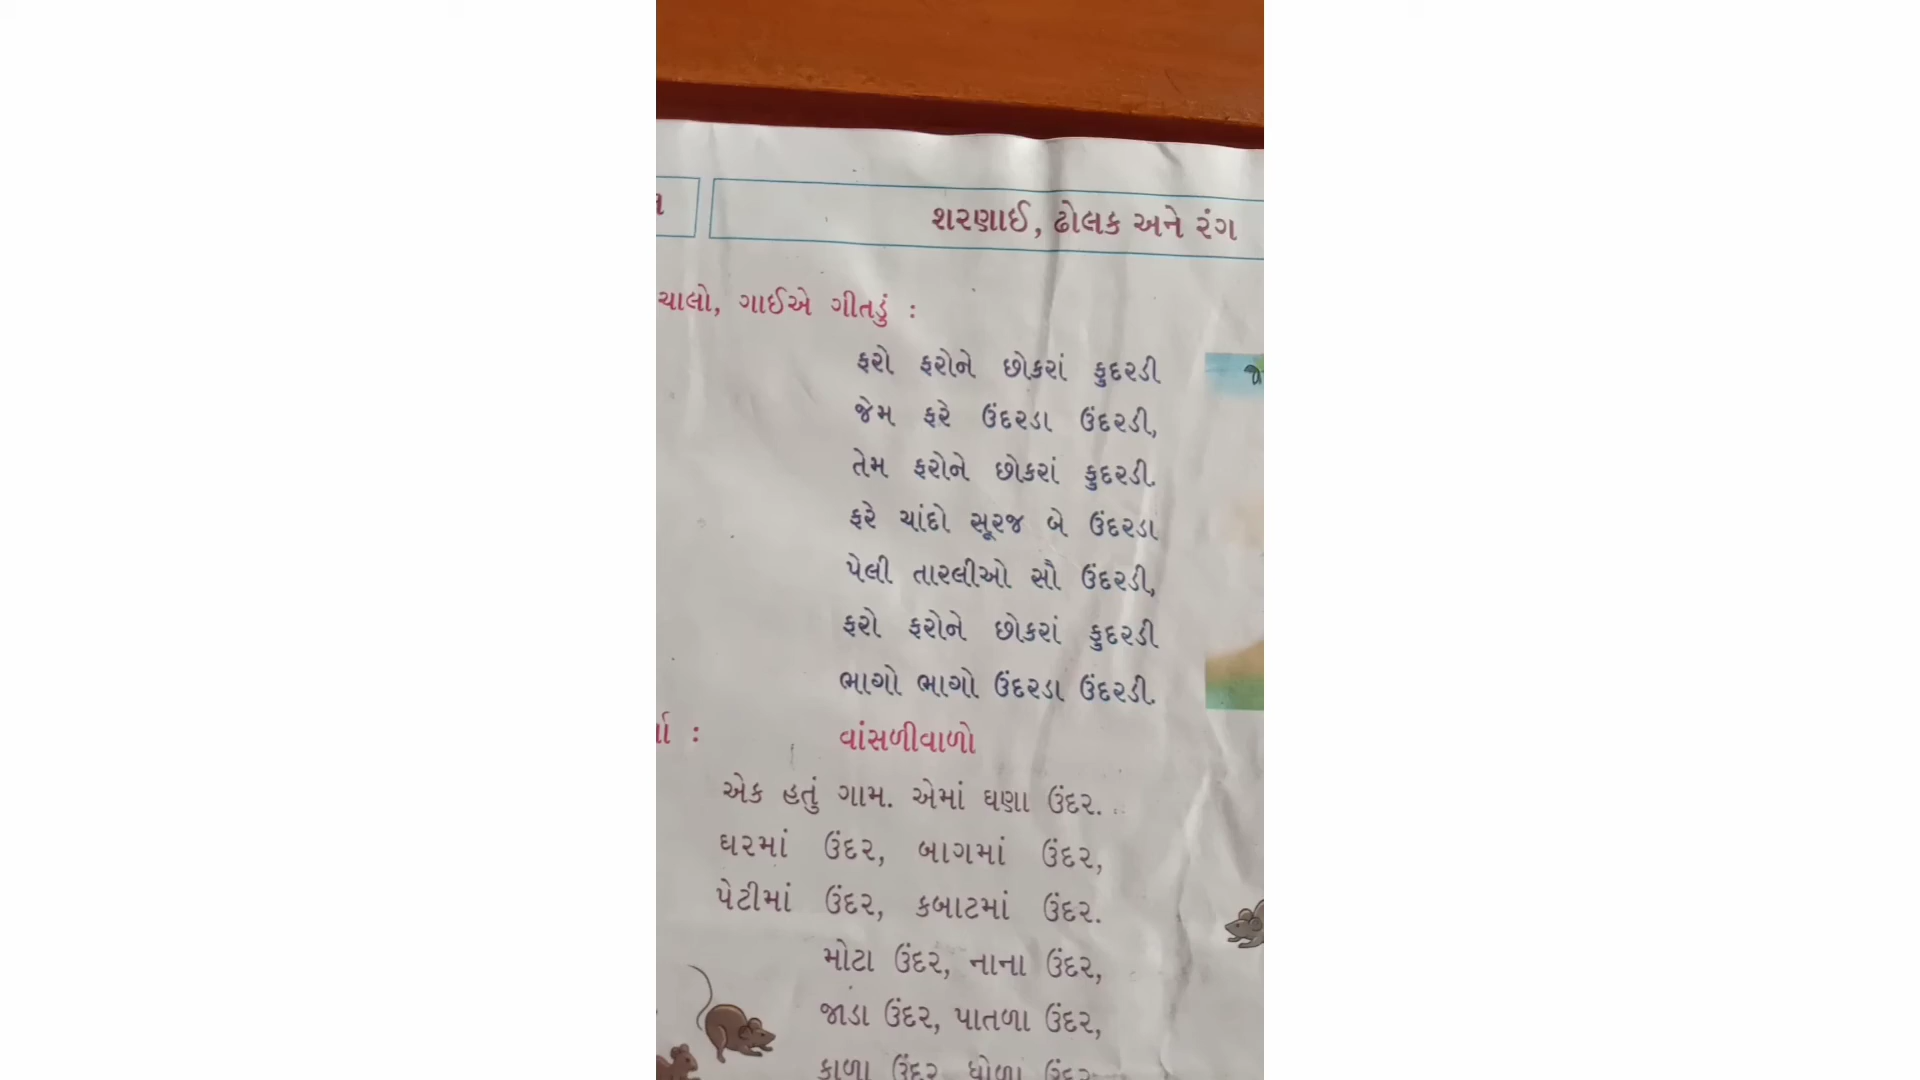 શરણાઈ, ઢોલક અને રંગ
ચાલો, ગાઈએ ગીતડું :
ફરો ફરોને છોકરાં ફુદરડી
જેમ ફરે ઉંદરડા ઉંદરડી,
તેમ ફરોને છોકરાં ફુદરડી.
ફરે ચાંદો સૂરજ બે ઉંદરડા
પેલી તારલીઓ સૌ ઉંદરડી,
ફરો ફરોને છોકરાં ફુદરડી
ભાગો ભાગો ઉંદરડા ઉંદરડી.
વાંસળીવાળો
એક હતું ગામ. એમાં ઘણા ઉંદર.
ઘરમાં ઉંદર, બાગમાં ઉંદર,
પેટીમાં ઉંદર, કબાટમાં ઉંદર.
મોટા ઉંદર, નાના ઉંદર,
જાડા ઉંદર, પાતળા ઉંદર,
કાળા ઉંદર ધોળા ઉંદર